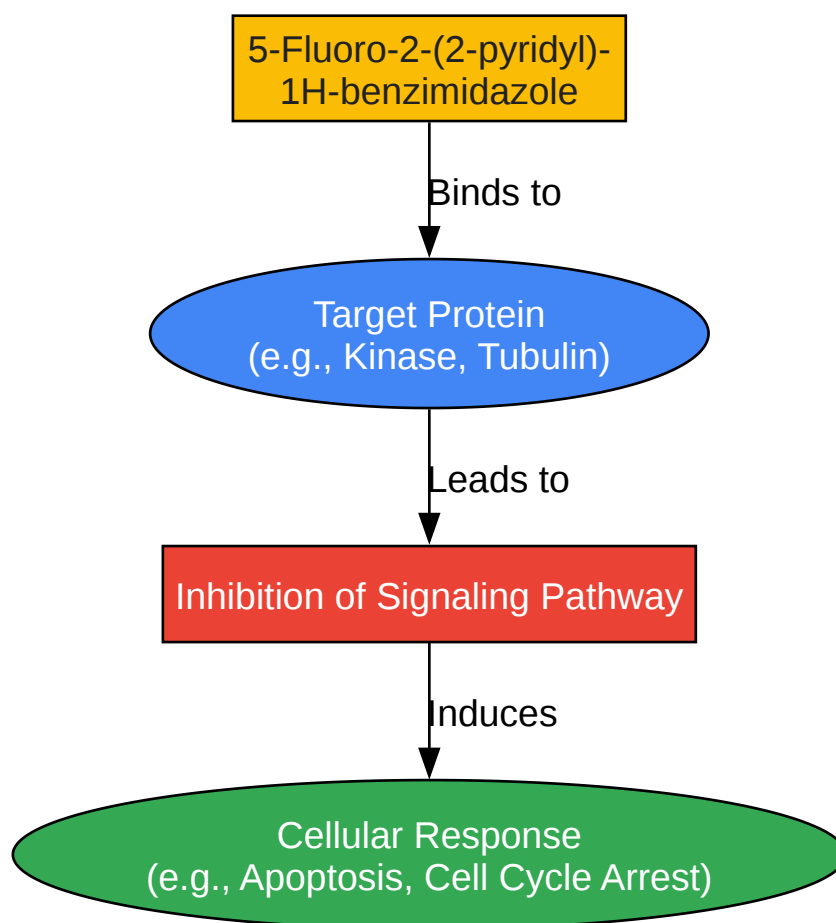 5-Fluoro-2-(2-pyridyl)-
1H-benzimidazole
Binds to
Target Protein
(e.g., Kinase, Tubulin)
Leads to
Inhibition of Signaling Pathway
Induces
Cellular Response
(e.g., Apoptosis, Cell Cycle Arrest)